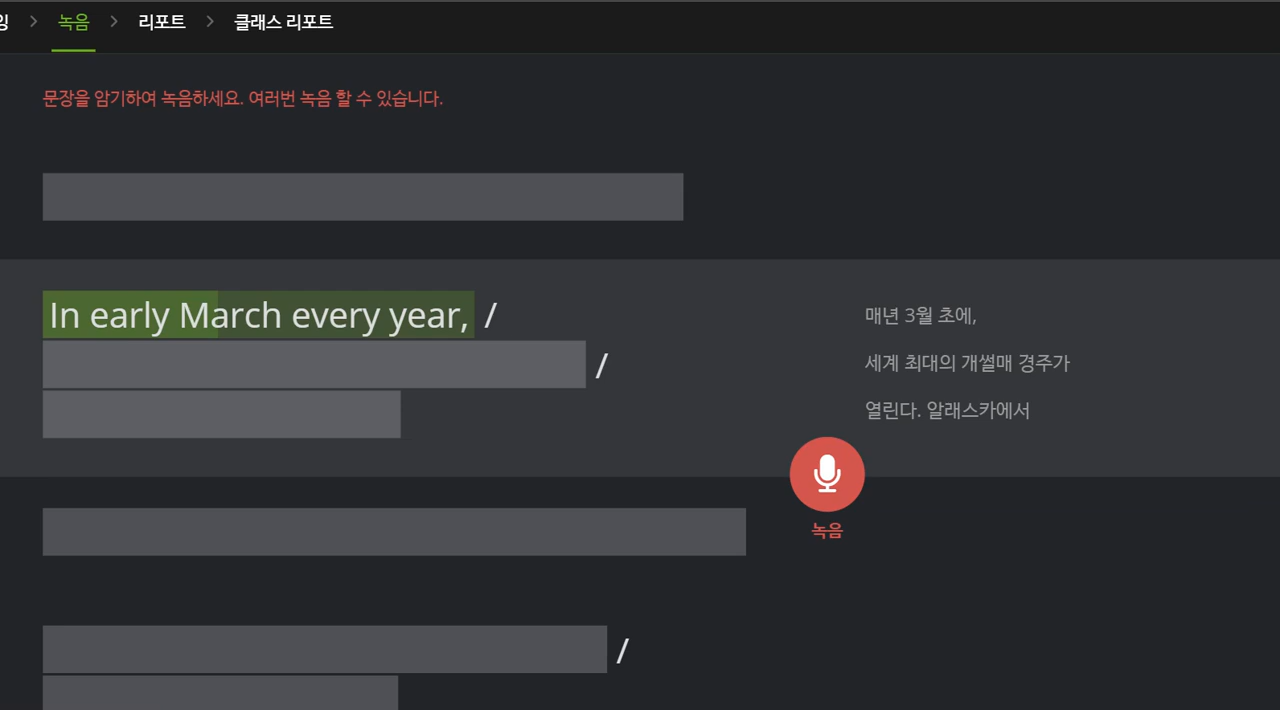 잉 > 녹음 > 리포트 > 클래스 리포트
문장을 암기하여 녹음하세요. 여러번 녹음 할 수 있습니다.
In early March every year, /
/
매년 3월 초에,
세계 최대의 개썰매 경주가
열린다. 알래스카에서
녹음
/